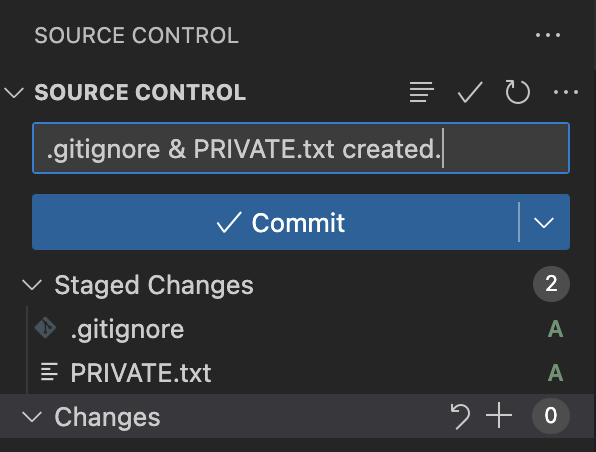 SOURCE CONTROL
SOURCE CONTROL
.gitignore & PRIVATE.txt created.
Commit
Staged Changes 2
.gitignore A
PRIVATE.txt A
Changes 0